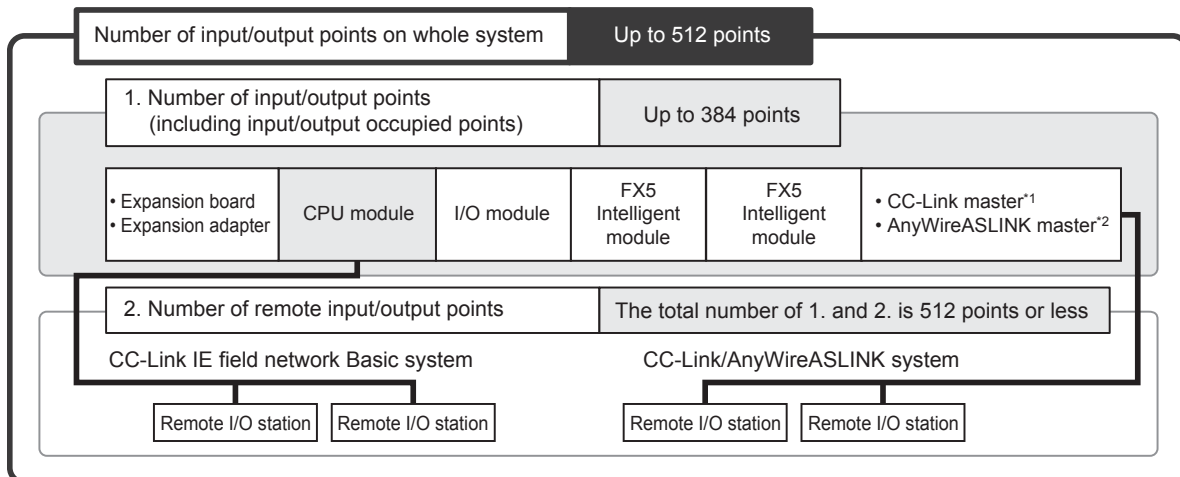 Number of input/output points on whole system Up to 512 points
1. Number of input/output points
(including input/output occupied points)
Up to 384 points
• Expansion board
• Expansion adapter
CPU module
I/O module
FX5
Intelligent
module
FX5
Intelligent
module
• CC-Link master*1
• AnyWireASLINK master*2
2. Number of remote input/output points The total number of 1. and 2. is 512 points or less
CC-Link IE field network Basic system
CC-Link/AnyWireASLINK system
Remote I/O station
Remote I/O station
Remote I/O station
Remote I/O station